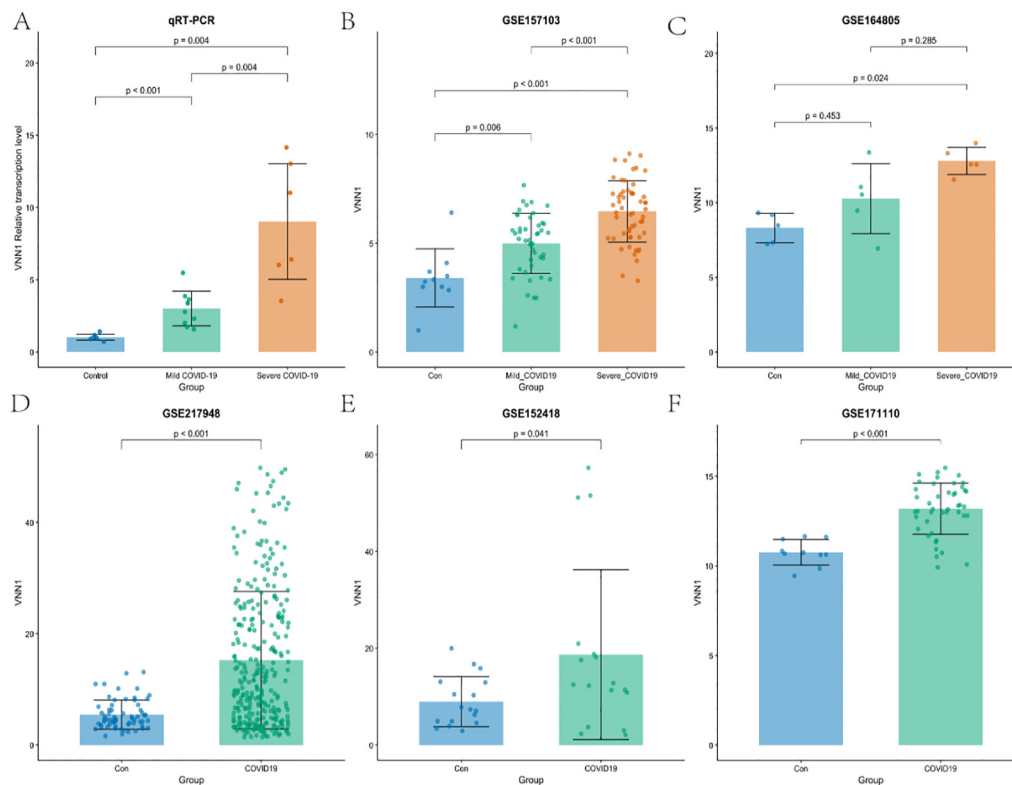 A
qRT-PCR
p = 0.004
p = 0.004
p < 0.001
20
15
10
5
0
VNN1 Relative transcription level
Control
Mild COVID-19
Severe COVID-19
Group
B
GSE157103
p < 0.001
p < 0.001
p = 0.006
10
5
0
VNN1
Con
Mild_COVID19
Severe_COVID19
Group
C
GSE164805
p = 0.285
p = 0.024
p = 0.453
20
15
10
5
0
VNN1
Con
Mild_COVID19
Severe_COVID19
Group
D
GSE217948
p < 0.001
40
20
0
VNN1
Con
COVID19
Group
E
GSE152418
p = 0.041
60
40
20
0
VNN1
Con
COVID19
Group
F
GSE171110
p < 0.001
15
10
5
0
VNN1
Con
COVID19
Group